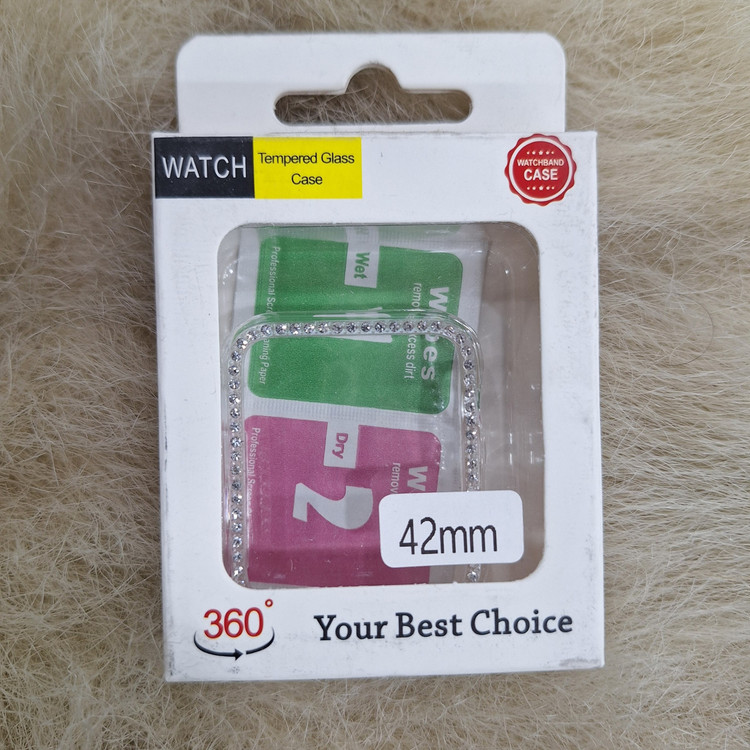 WATCH
Tempered Glass
Case
WATCHBAND
CASE
Wet
Professional
Dry
2
Professional
42mm
360°
Your Best Choice